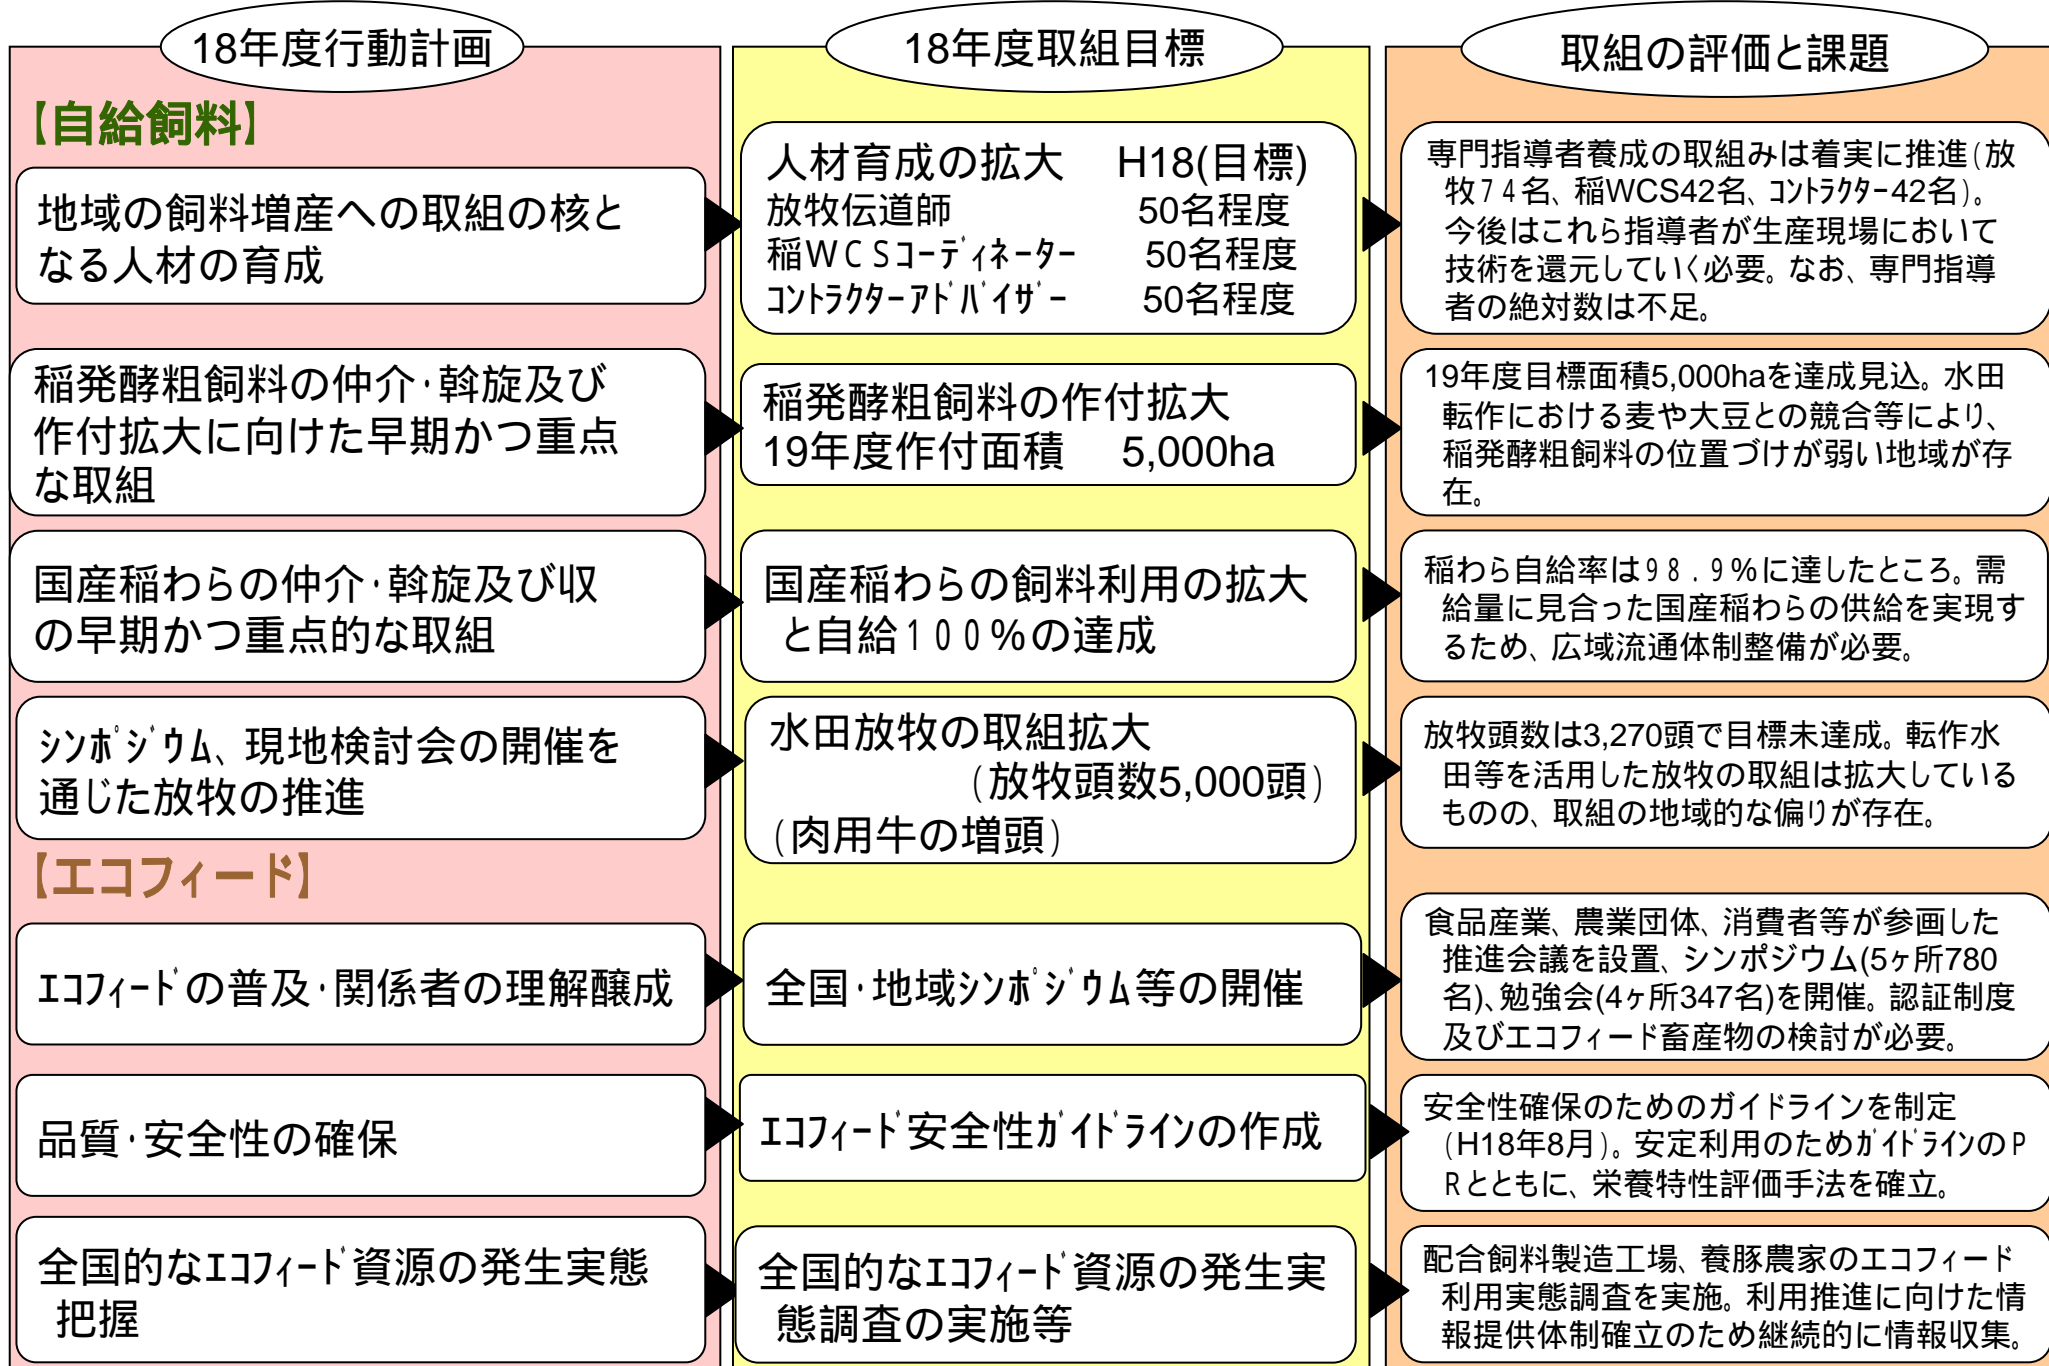 18年度行動計画
18年度取組目標
取組の評価と課題
【自給飼料】
地域の飼料増産への取組の核と
なる人材の育成
人材育成の拡大 H18(目標)
放牧伝道師 50名程度
稲WCSｺｰﾃﾞｨﾈｰﾀｰ 50名程度
ｺﾝﾄﾗｸﾀｰｱﾄﾞﾊﾞｲｻﾞｰ 50名程度
専門指導者養成の取組みは着実に推進(放
牧74名、稲WCS42名、ｺﾝﾄﾗｸﾀｰ42名)。
今後はこれら指導者が生産現場において
技術を還元していく必要。なお、専門指導
者の絶対数は不足。
稲発酵粗飼料の仲介･斡旋及び
作付拡大に向けた早期かつ重点
な取組
稲発酵粗飼料の作付拡大
19年度作付面積 5,000ha
19年度目標面積5,000haを達成見込。水田
転作における麦や大豆との競合等により、
稲発酵粗飼料の位置づけが弱い地域が存
在。
国産稲わらの仲介･斡旋及び収
の早期かつ重点的な取組
国産稲わらの飼料利用の拡大
と自給100%の達成
稲わら自給率は98.9%に達したところ。需
給量に見合った国産稲わらの供給を実現す
るため、広域流通体制整備が必要。
ｼﾝﾎﾟｼﾞｳﾑ、現地検討会の開催を
通じた放牧の推進
水田放牧の取組拡大
(放牧頭数5,000頭)
(肉用牛の増頭)
放牧頭数は3,270頭で目標未達成。転作水
田等を活用した放牧の取組は拡大している
ものの、取組の地域的な偏りが存在。
【エコフィード】
ｴｺﾌｨｰﾄﾞの普及･関係者の理解醸成
全国･地域ｼﾝﾎﾟｼﾞｳﾑ等の開催
食品産業、農業団体、消費者等が参画した
推進会議を設置、シンポジウム(5ヶ所780
名)、勉強会(4ヶ所347名)を開催。認証制度
及びエコフィード畜産物の検討が必要。
品質･安全性の確保
ｴｺﾌｨｰﾄﾞ安全性ｶﾞｲﾄﾞﾗｲﾝの作成
安全性確保のためのガイドラインを制定
(H18年8月)。安定利用のためｶﾞｲﾄﾞﾗｲﾝのP
Rとともに、栄養特性評価手法を確立。
全国的なｴｺﾌｨｰﾄﾞ資源の発生実態
把握
全国的なｴｺﾌｨｰﾄﾞ資源の発生実
態調査の実施等
配合飼料製造工場、養豚農家のエコフィード
利用実態調査を実施。利用推進に向けた情
報提供体制確立のため継続的に情報収集。